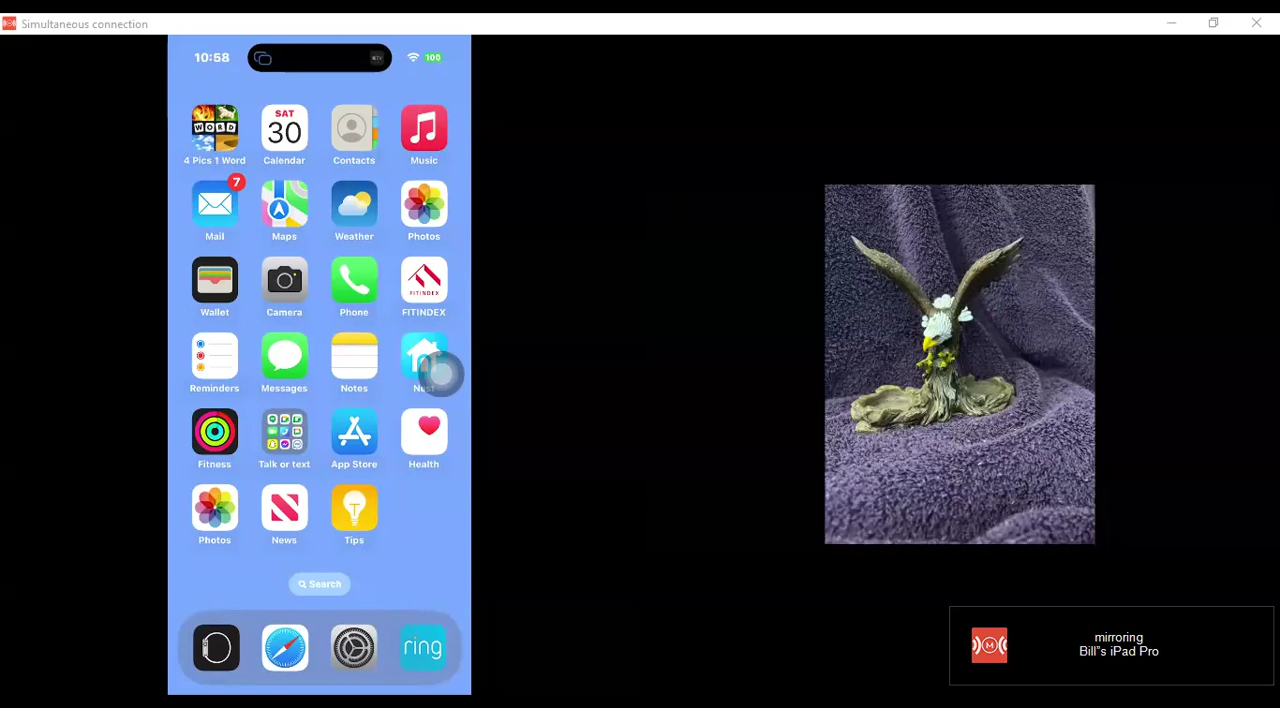 Simultaneous connection
10:58
100
WORD
SAT
30
4 Pics 1 Word
Calendar
Contacts
Music
7
Mail
Maps
Weather
Photos
FITINDEX
Wallet
Camera
Phone
FITINDEX
Reminders
Messages
Notes
Fitness
Talk or text
App Store
Health
Photos
News
Tips
Search
ring
M
mirroring
Bill"s iPad Pro